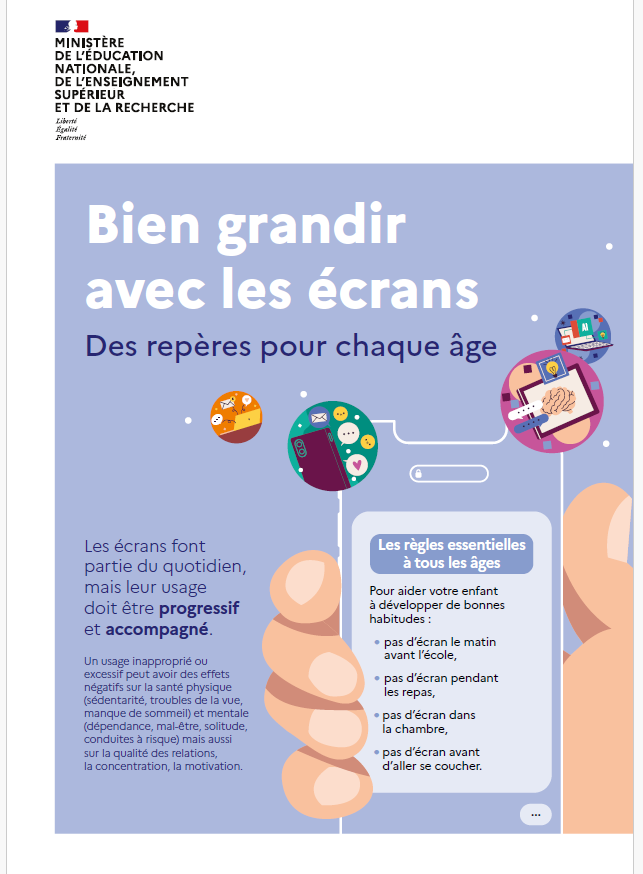 MINISTÈRE
DE L'ÉDUCATION
NATIONALE,
DE L'ENSEIGNEMENT
SUPÉRIEUR
ET DE LA RECHERCHE
Liberté
Égalité
Fraternité
Bien grandir
avec les écrans
Des repères pour chaque âge
AI
Les écrans font
partie du quotidien,
mais leur usage
doit être progressif
et accompagné.
Un usage inapproprié ou
excessif peut avoir des effets
négatifs sur la santé physique
(sédentarité, troubles de la vue,
manque de sommeil) et mentale
(dépendance, mal-être, solitude,
conduites à risque) mais aussi
sur la qualité des relations,
la concentration, la motivation.
Les règles essentielles
à tous les âges
Pour aider votre enfant
à développer de bonnes
habitudes :
• pas d'écran le matin
avant l'école,
• pas d'écran pendant
les repas,
• pas d'écran dans
la chambre,
• pas d'écran avant
d'aller se coucher.
...